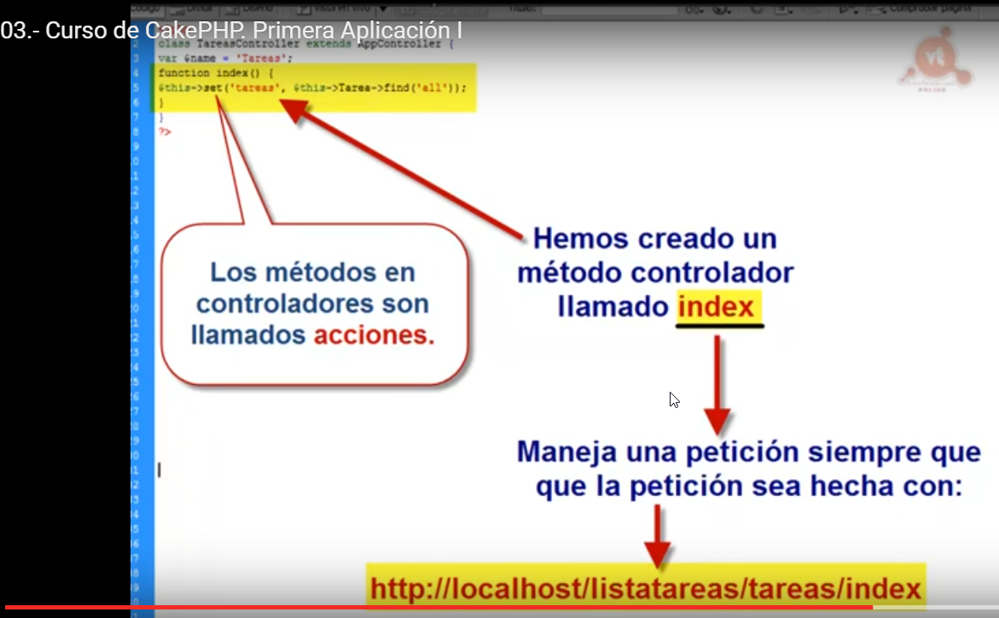 03.- Curso de CakePHP. Primera Aplicación I
class TareasController extends AppController {
var $name = 'Tareas';
function index() {
$this->set('tareas', $this->Tarea->find('all'));
}
}
?>
Los métodos en
controladores son
llamados acciones.
Hemos creado un
método controlador
llamado index
Maneja una petición siempre que
que la petición sea hecha con:
http://localhost/listatareas/tareas/index
vt
ONLINE